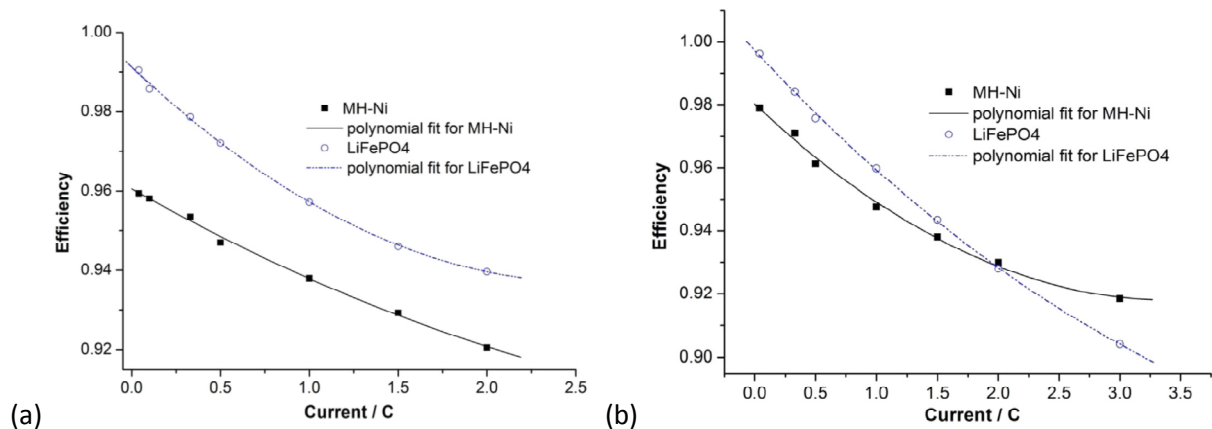 (a)
Efficiency
1.00
0.98
0.96
0.94
0.92
MH-Ni
polynomial fit for MH-Ni
LiFePO4
polynomial fit for LiFePO4
0.0 0.5 1.0 1.5 2.0 2.5
Current / C
(b)
Efficiency
1.00
0.98
0.96
0.94
0.92
0.90
MH-Ni
polynomial fit for MH-Ni
LiFePO4
polynomial fit for LiFePO4
0.0 0.5 1.0 1.5 2.0 2.5 3.0 3.5
Current / C